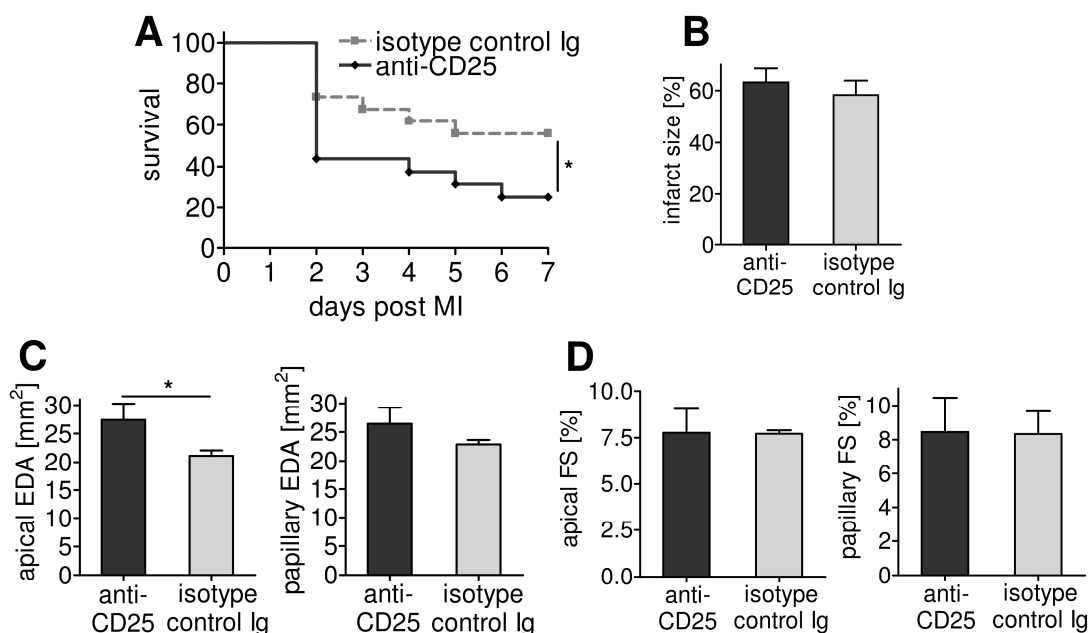 A
isotype control Ig
anti-CD25
survival
100
80
60
40
20
0
*
0 1 2 3 4 5 6 7
days post MI
B
infarct size [%]
60
40
20
0
anti-
CD25
isotype
control Ig
C
apical EDA [mm²]
30
25
20
15
10
5
0
*
anti-
CD25
isotype
control Ig
papillary EDA [mm²]
30
25
20
15
10
5
0
anti-
CD25
isotype
control Ig
D
apical FS [%]
10.0
7.5
5.0
2.5
0.0
anti-
CD25
isotype
control Ig
papillary FS [%]
10
8
6
4
2
0
anti-
CD25
isotype
control Ig